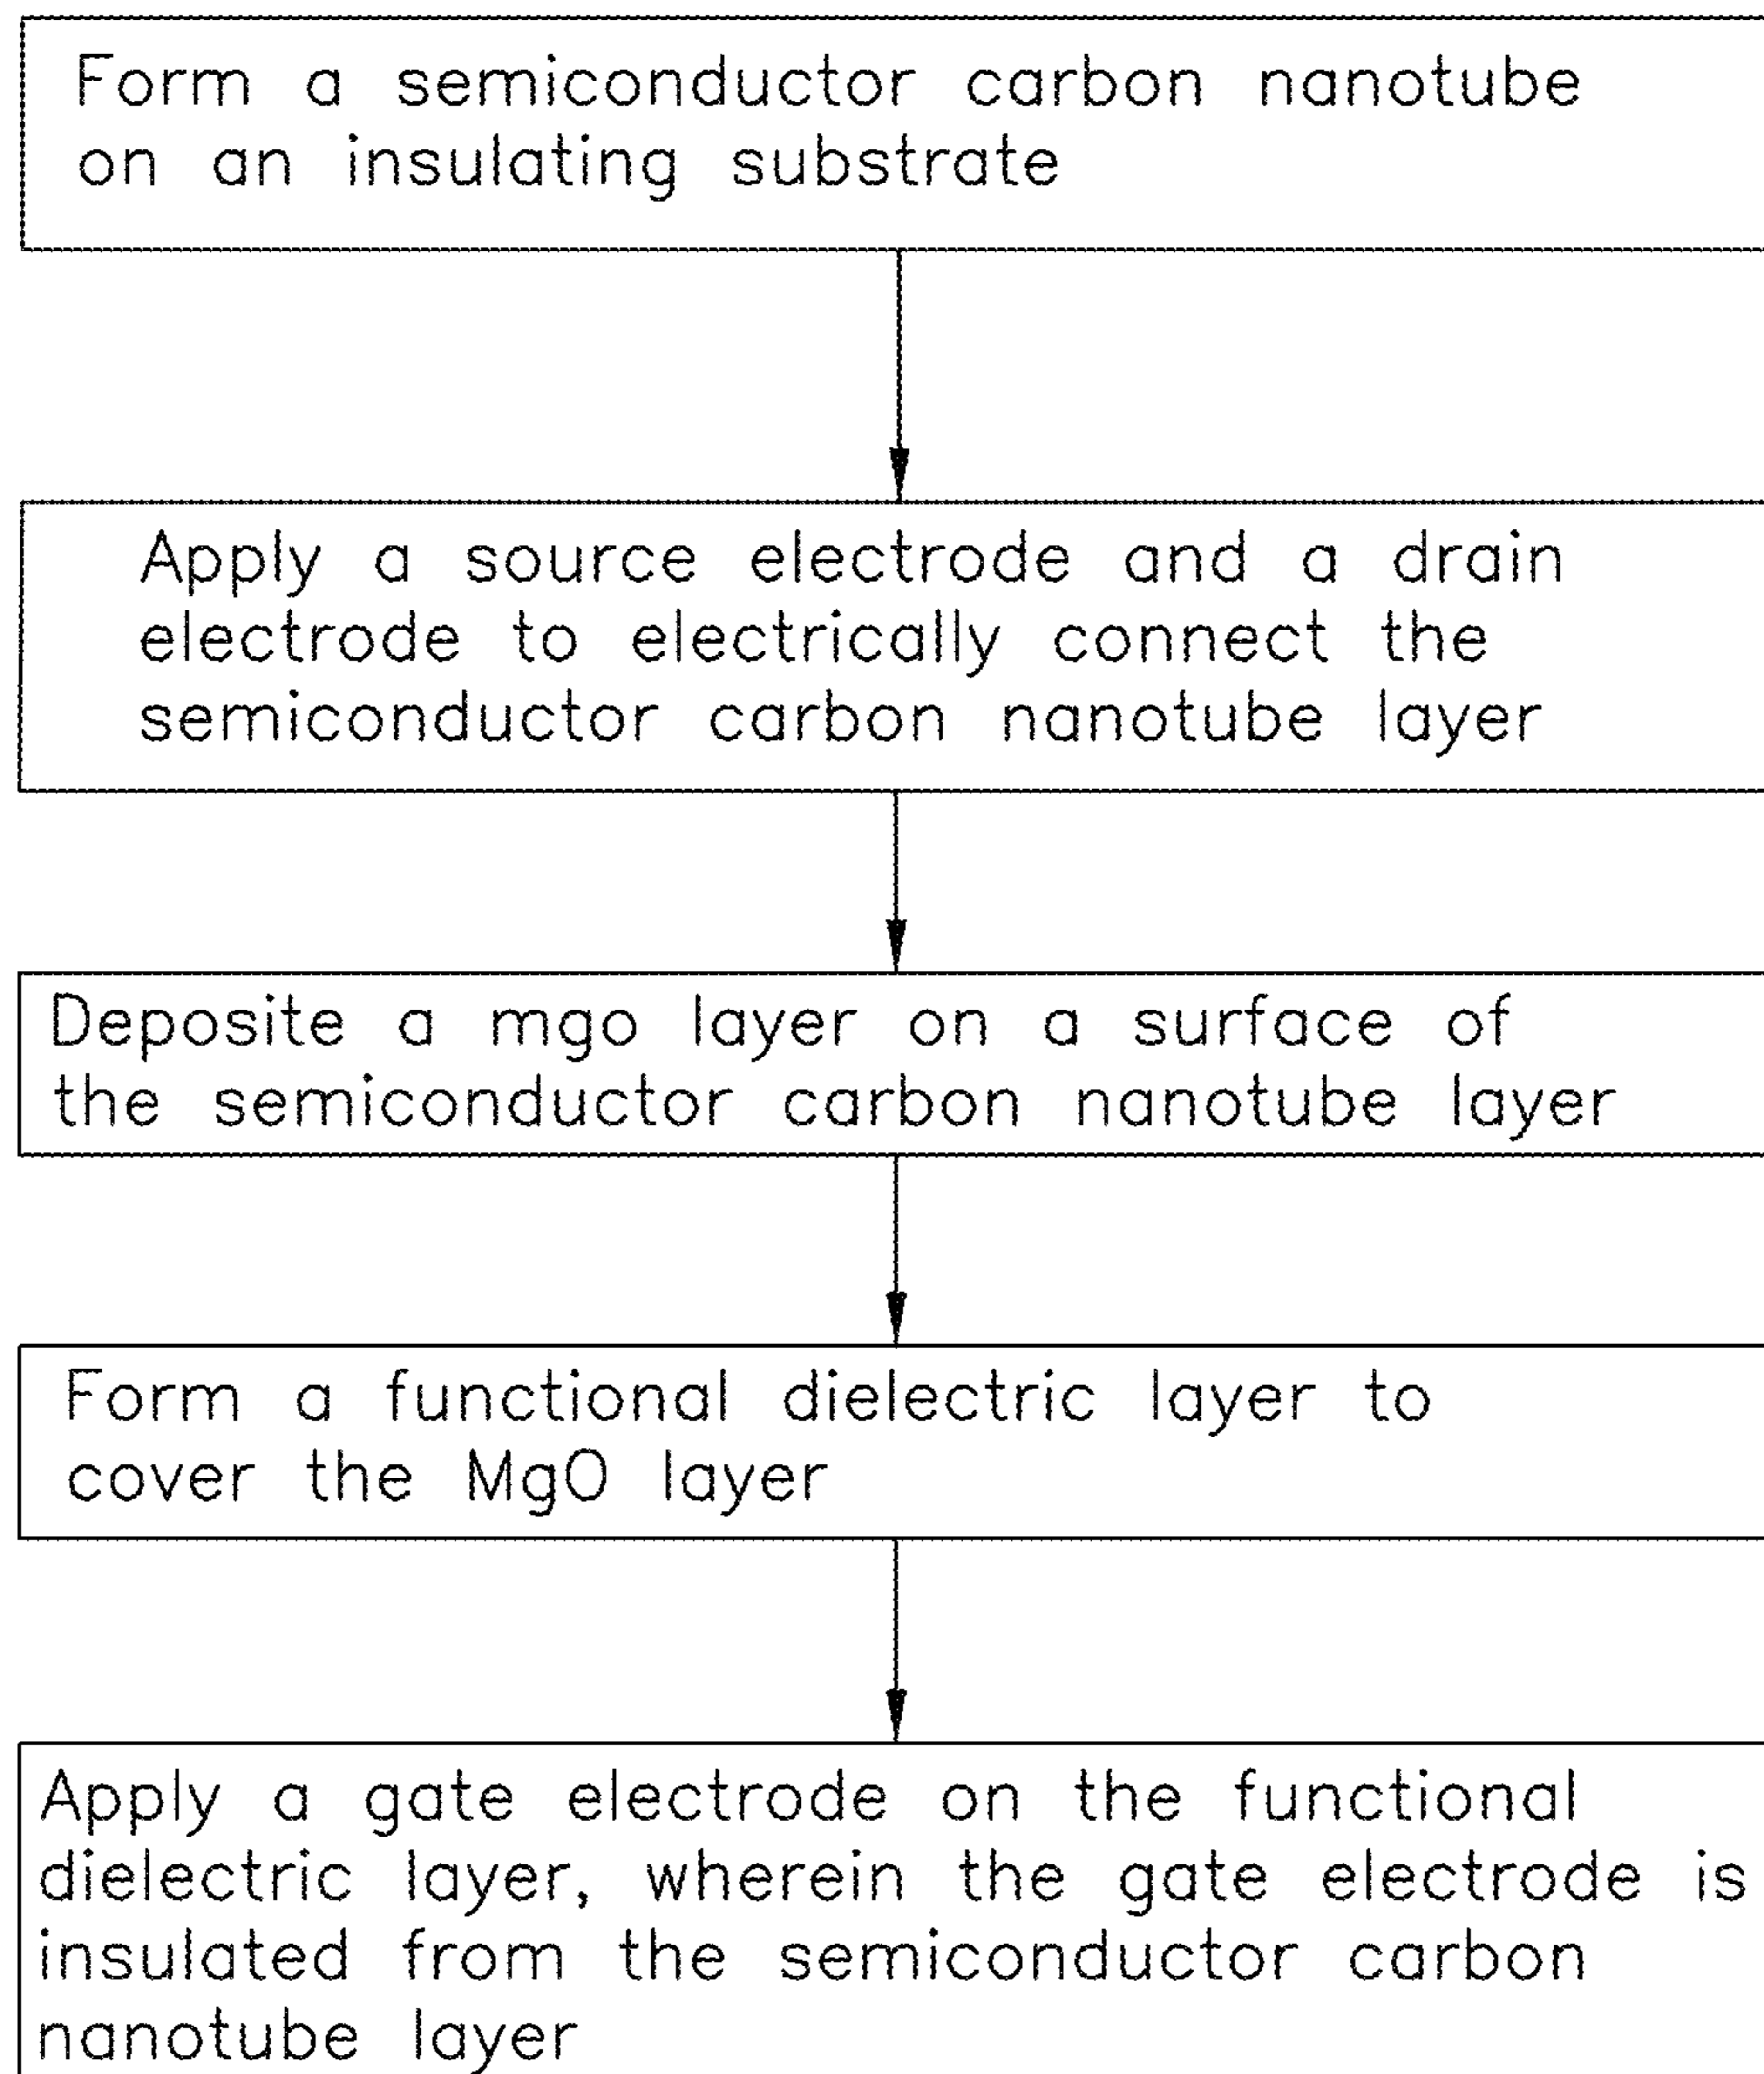 Form a semiconductor carbon nanotube
on an insulating substrate
Apply a source electrode and a drain
electrode to electrically connect the
semiconductor carbon nanotube layer
Deposite a mgo layer on a surface of
the semiconductor carbon nanotube layer
Form a functional dielectric layer to
cover the MgO layer
Apply a gate electrode on the functional
dielectric layer, wherein the gate electrode is
insulated from the semiconductor carbon
nanotube layer